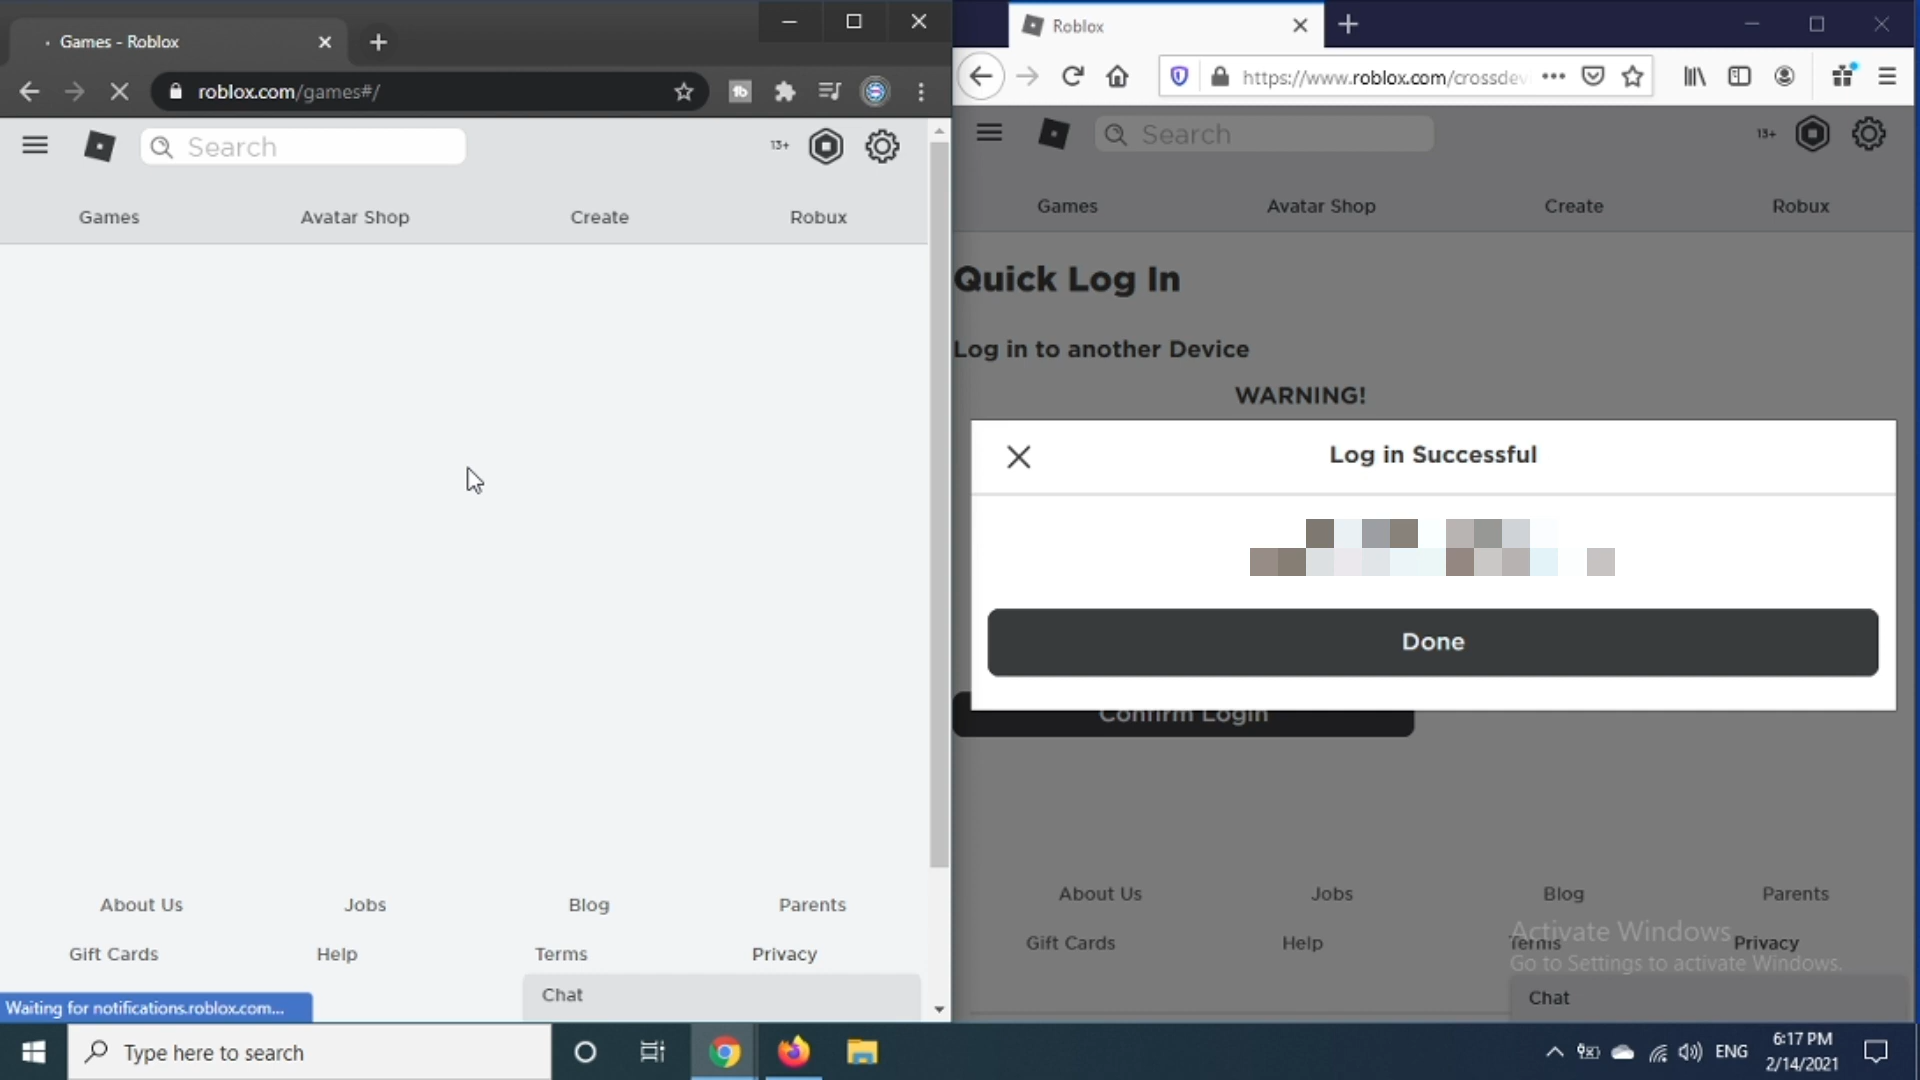 Games - Roblox
roblox.com/games#/
Search
13+
Games Avatar Shop Create Robux
About Us Jobs Blog Parents
Gift Cards Help Terms Privacy
Chat
Waiting for notifications.roblox.com...
Roblox
https://www.roblox.com/crossdev
Search
13+
Games Avatar Shop Create Robux
Quick Log In
Log in to another Device
WARNING!
Log in Successful
Done
Confirm Login
About Us Jobs Blog Parents
Activate Windows
Gift Cards Help Terms Privacy
Go to Settings to activate Windows.
Chat
Type here to search
ENG
6:17 PM
2/14/2021